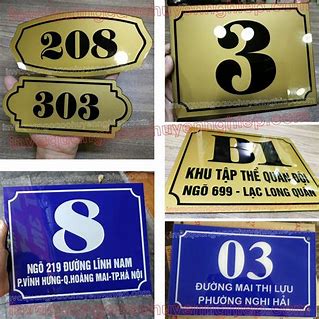 208
303
3
B1
KHU TẬP THỂ QUÂN ĐỘI
NGÕ 699 - LẠC LONG QUÂN
8
NGÕ 219 ĐƯỜNG LĨNH NAM
P.VĨNH HƯNG-Q.HOÀNG MAI-TP.HÀ NỘI
03
ĐƯỜNG MAI THỊ LỰU
PHƯỜNG NGHI HẢI